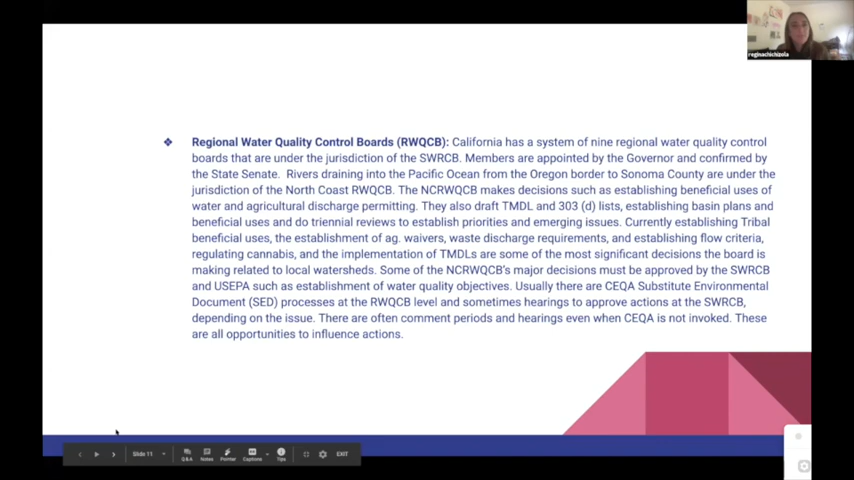 reginachichizola
❖ Regional Water Quality Control Boards (RWQCB): California has a system of nine regional water quality control
boards that are under the jurisdiction of the SWRCB. Members are appointed by the Governor and confirmed by
the State Senate. Rivers draining into the Pacific Ocean from the Oregon border to Sonoma County are under the
jurisdiction of the North Coast RWQCB. The NCRWQCB makes decisions such as establishing beneficial uses of
water and agricultural discharge permitting. They also draft TMDL and 303 (d) lists, establishing basin plans and
beneficial uses and do triennial reviews to establish priorities and emerging issues. Currently establishing Tribal
beneficial uses, the establishment of ag. waivers, waste discharge requirements, and establishing flow criteria,
regulating cannabis, and the implementation of TMDLs are some of the most significant decisions the board is
making related to local watersheds. Some of the NCRWQCB's major decisions must be approved by the SWRCB
and USEPA such as establishment of water quality objectives. Usually there are CEQA Substitute Environmental
Document (SED) processes at the RWQCB level and sometimes hearings to approve actions at the SWRCB,
depending on the issue. There are often comment periods and hearings even when CEQA is not invoked. These
are all opportunities to influence actions.
Slide 11 Q&A Notes Pointer Captions Tips EXIT